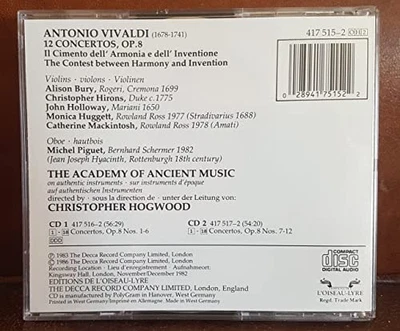 ANTONIO VIVALDI (1678-1741)
417 515-2
12 CONCERTOS, OP.8
Il Cimento dell' Armonia e dell' Inventione
The Contest between Harmony and Invention
Violins · violons · Violinen
Alison Bury, Rogeri, Cremona 1699
Christopher Hirons, Duke c.1775
John Holloway, Mariani 1650
Monica Huggett, Rowland Ross 1977 (Stradivarius 1688)
Catherine Mackintosh, Rowland Ross 1978 (Amati)
0 28941 75152 2
Oboe · hautbois
Michel Piguet, Bernhard Schermer 1982
(Jean Joseph Hyacinth, Rottenburgh 18th century)
THE ACADEMY OF ANCIENT MUSIC
on authentic instruments · sur instruments d'époque
auf authentischen Instrumenten
directed by · sous la direction de · unter der Leitung von:
CHRISTOPHER HOGWOOD
CD 1 417 516-2 (56:29)
1 - 18 Concertos, Op.8 Nos 1-6
DDD
CD 2 417 517-2 (54:20)
1 - 18 Concertos, Op.8 Nos 7-12
℗ 1983 The Decca Record Company Limited, London
© 1986 The Decca Record Company Limited, London
Recording Location · Lieu d'enregistrement · Aufnahmeort:
Kingsway Hall, London, November/December 1982
EDITIONS DE L'OISEAU-LYRE
THE DECCA RECORD COMPANY LIMITED, LONDON, England
CD manufactured by PolyGram in Hanover, West Germany
Printed in West Germany/Imprimé en Allemagne
COMPACT
disc
DIGITAL AUDIO
L'OISEAU-LYRE
Regd. Trade Mark